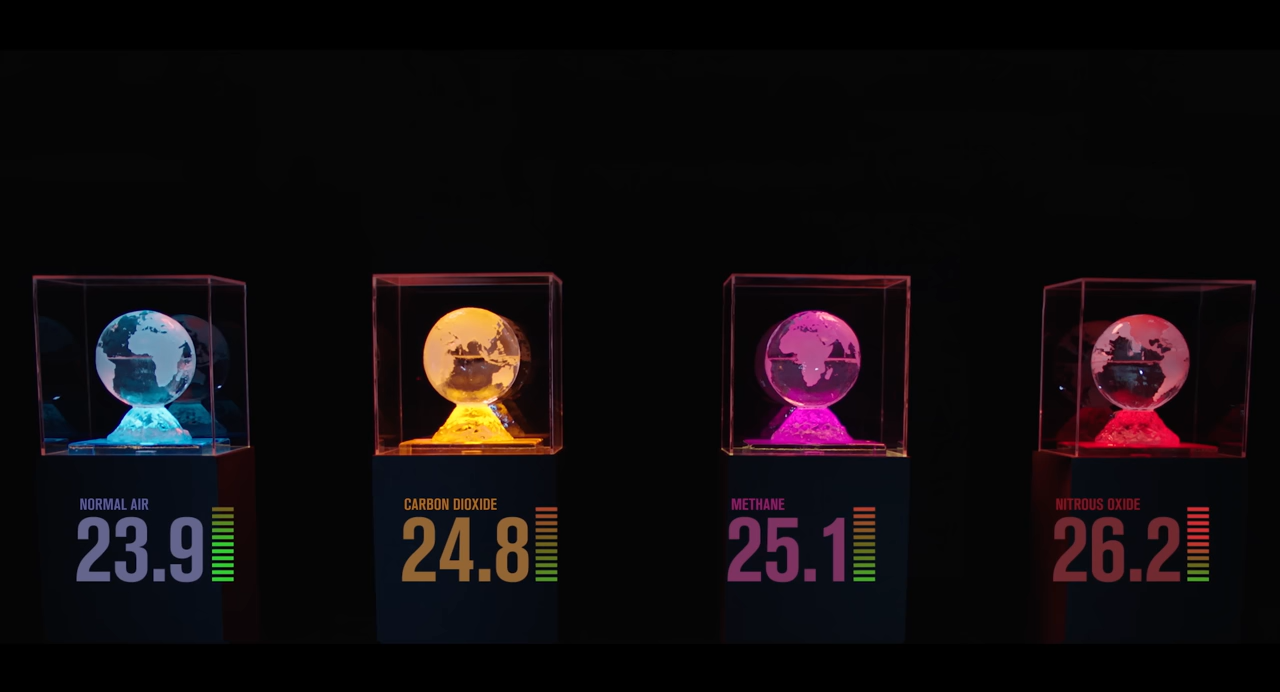 NORMAL AIR
23.9
CARBON DIOXIDE
24.8
METHANE
25.1
NITROUS OXIDE
26.2